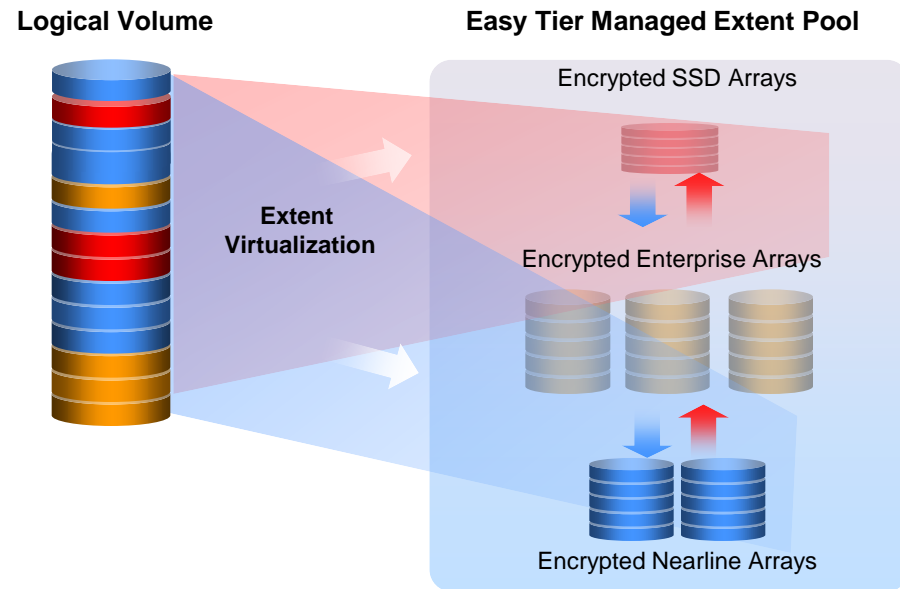 Logical Volume
Easy Tier Managed Extent Pool
Encrypted SSD Arrays
Extent
Virtualization
Encrypted Enterprise Arrays
Encrypted Nearline Arrays